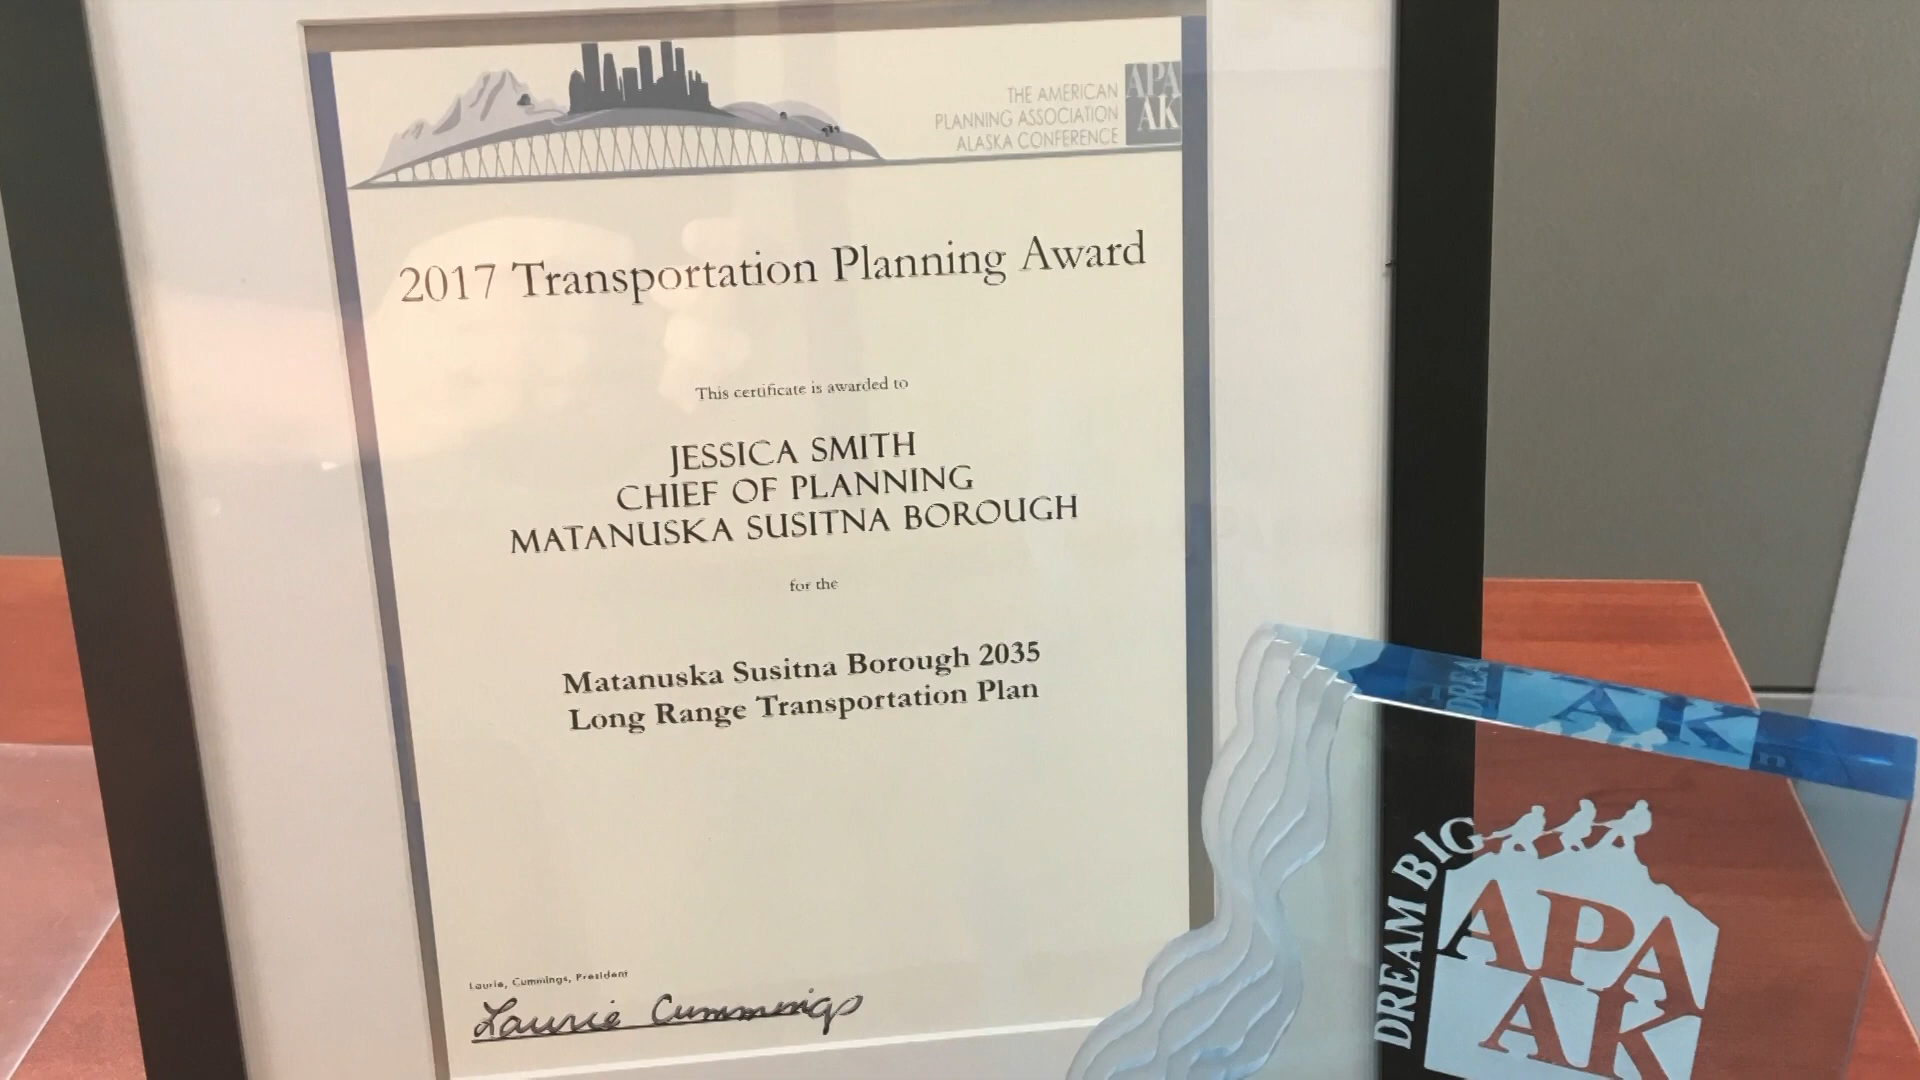 THE AMERICAN
PLANNING ASSOCIATION
ALASKA CONFERENCE
APA
AK
2017 Transportation Planning Award
This certificate is awarded to
JESSICA SMITH
CHIEF OF PLANNING
MATANUSKA SUSITNA BOROUGH
for the
Matanuska Susitna Borough 2035
Long Range Transportation Plan
Laurie, Cummings, President
Laurie Cummings
DREAM BIG
APA
AK